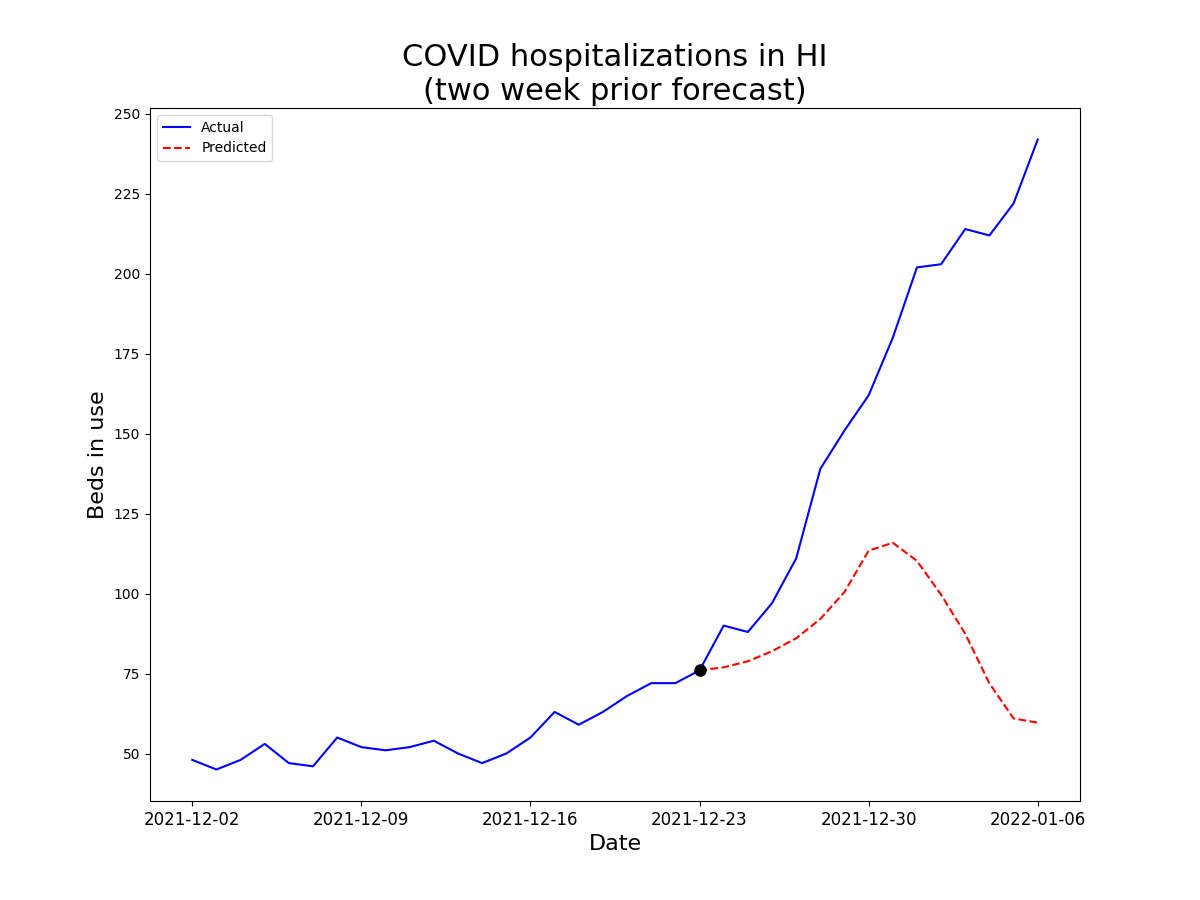 COVID hospitalizations in HI
(two week prior forecast)
Actual
Predicted
250
225
200
175
150
125
100
75
50
Beds in use
2021-12-02 2021-12-09 2021-12-16 2021-12-23 2021-12-30 2022-01-06
Date